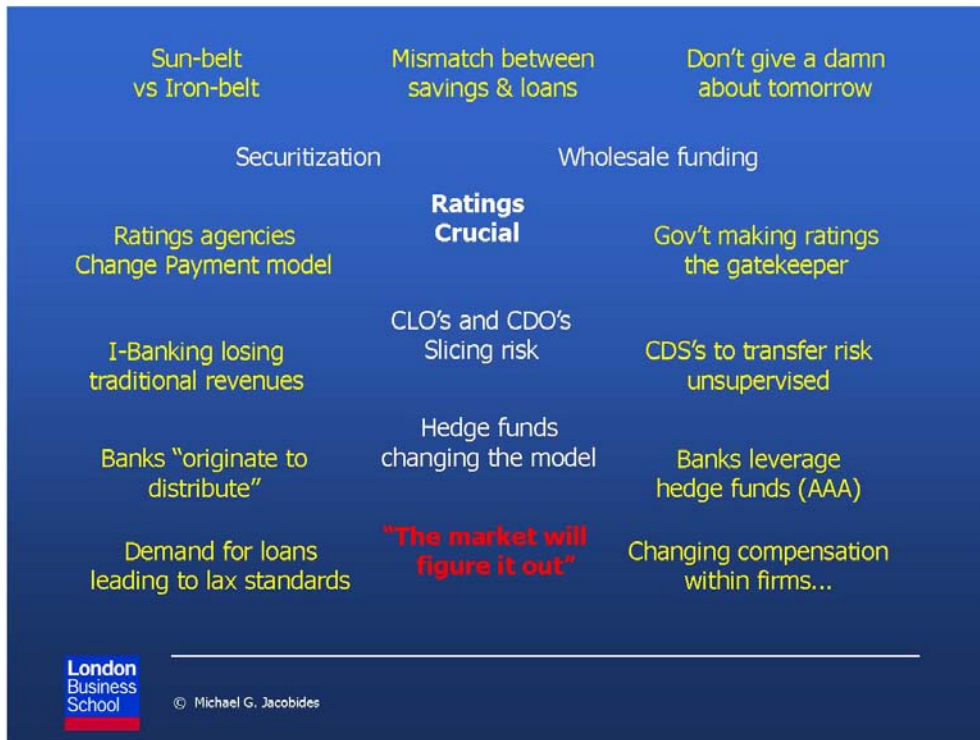 Sun-belt
vs Iron-belt
Mismatch between
savings & loans
Don't give a damn
about tomorrow
Securitization
Wholesale funding
Ratings
Crucial
Ratings agencies
Change Payment model
Gov't making ratings
the gatekeeper
CLO's and CDO's
Slicing risk
I-Banking losing
traditional revenues
CDS's to transfer risk
unsupervised
Hedge funds
changing the model
Banks “originate to
distribute”
Banks leverage
hedge funds (AAA)
“The market will
figure it out”
Demand for loans
leading to lax standards
Changing compensation
within firms...
London
Business
School
© Michael G. Jacobides